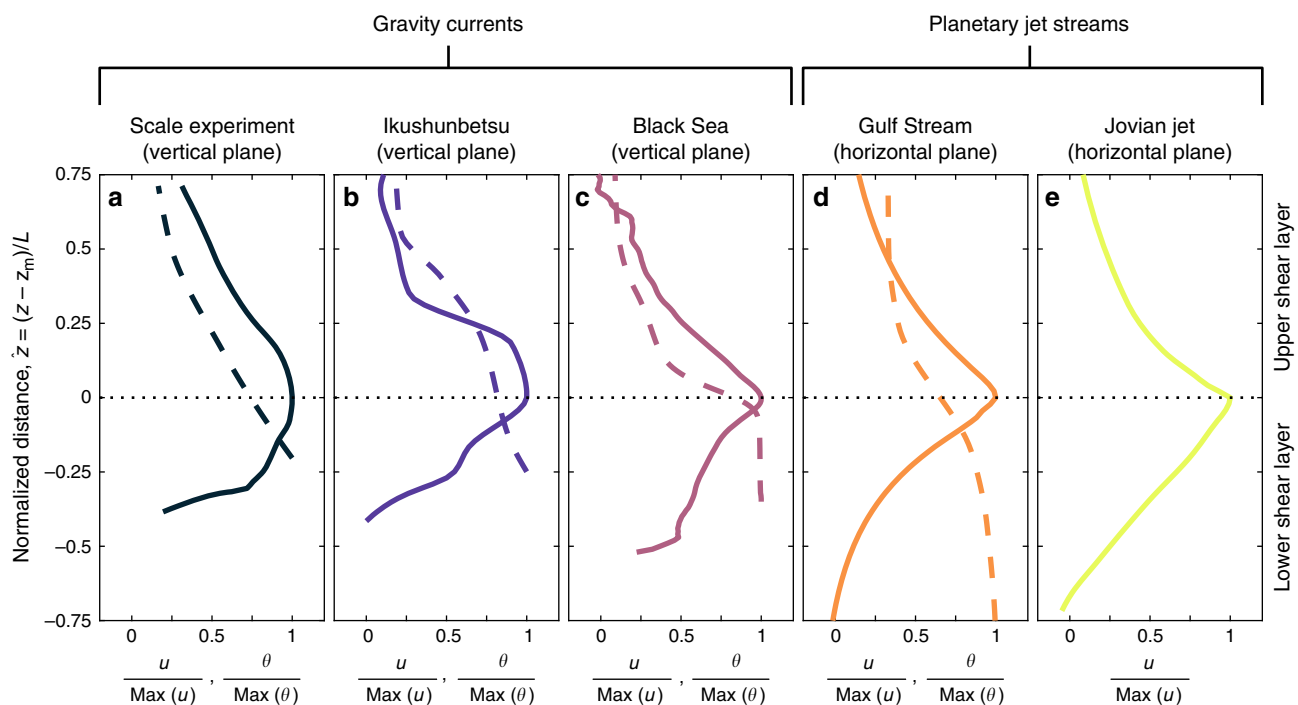 Gravity currents
Planetary jet streams
Scale experiment
(vertical plane)
Ikushunbetsu
(vertical plane)
Black Sea
(vertical plane)
Gulf Stream
(horizontal plane)
Jovian jet
(horizontal plane)
a
b
c
d
e
Normalized distance, ẑ = (z − z_m)/L
0.75
0.5
0.25
0
−0.25
−0.5
−0.75
Upper shear layer
Lower shear layer
0 0.5 1
0 0.5 1
0 0.5 1
0 0.5 1
0 0.5 1
u / Max (u) , θ / Max (θ)
u / Max (u) , θ / Max (θ)
u / Max (u) , θ / Max (θ)
u / Max (u) , θ / Max (θ)
u / Max (u)